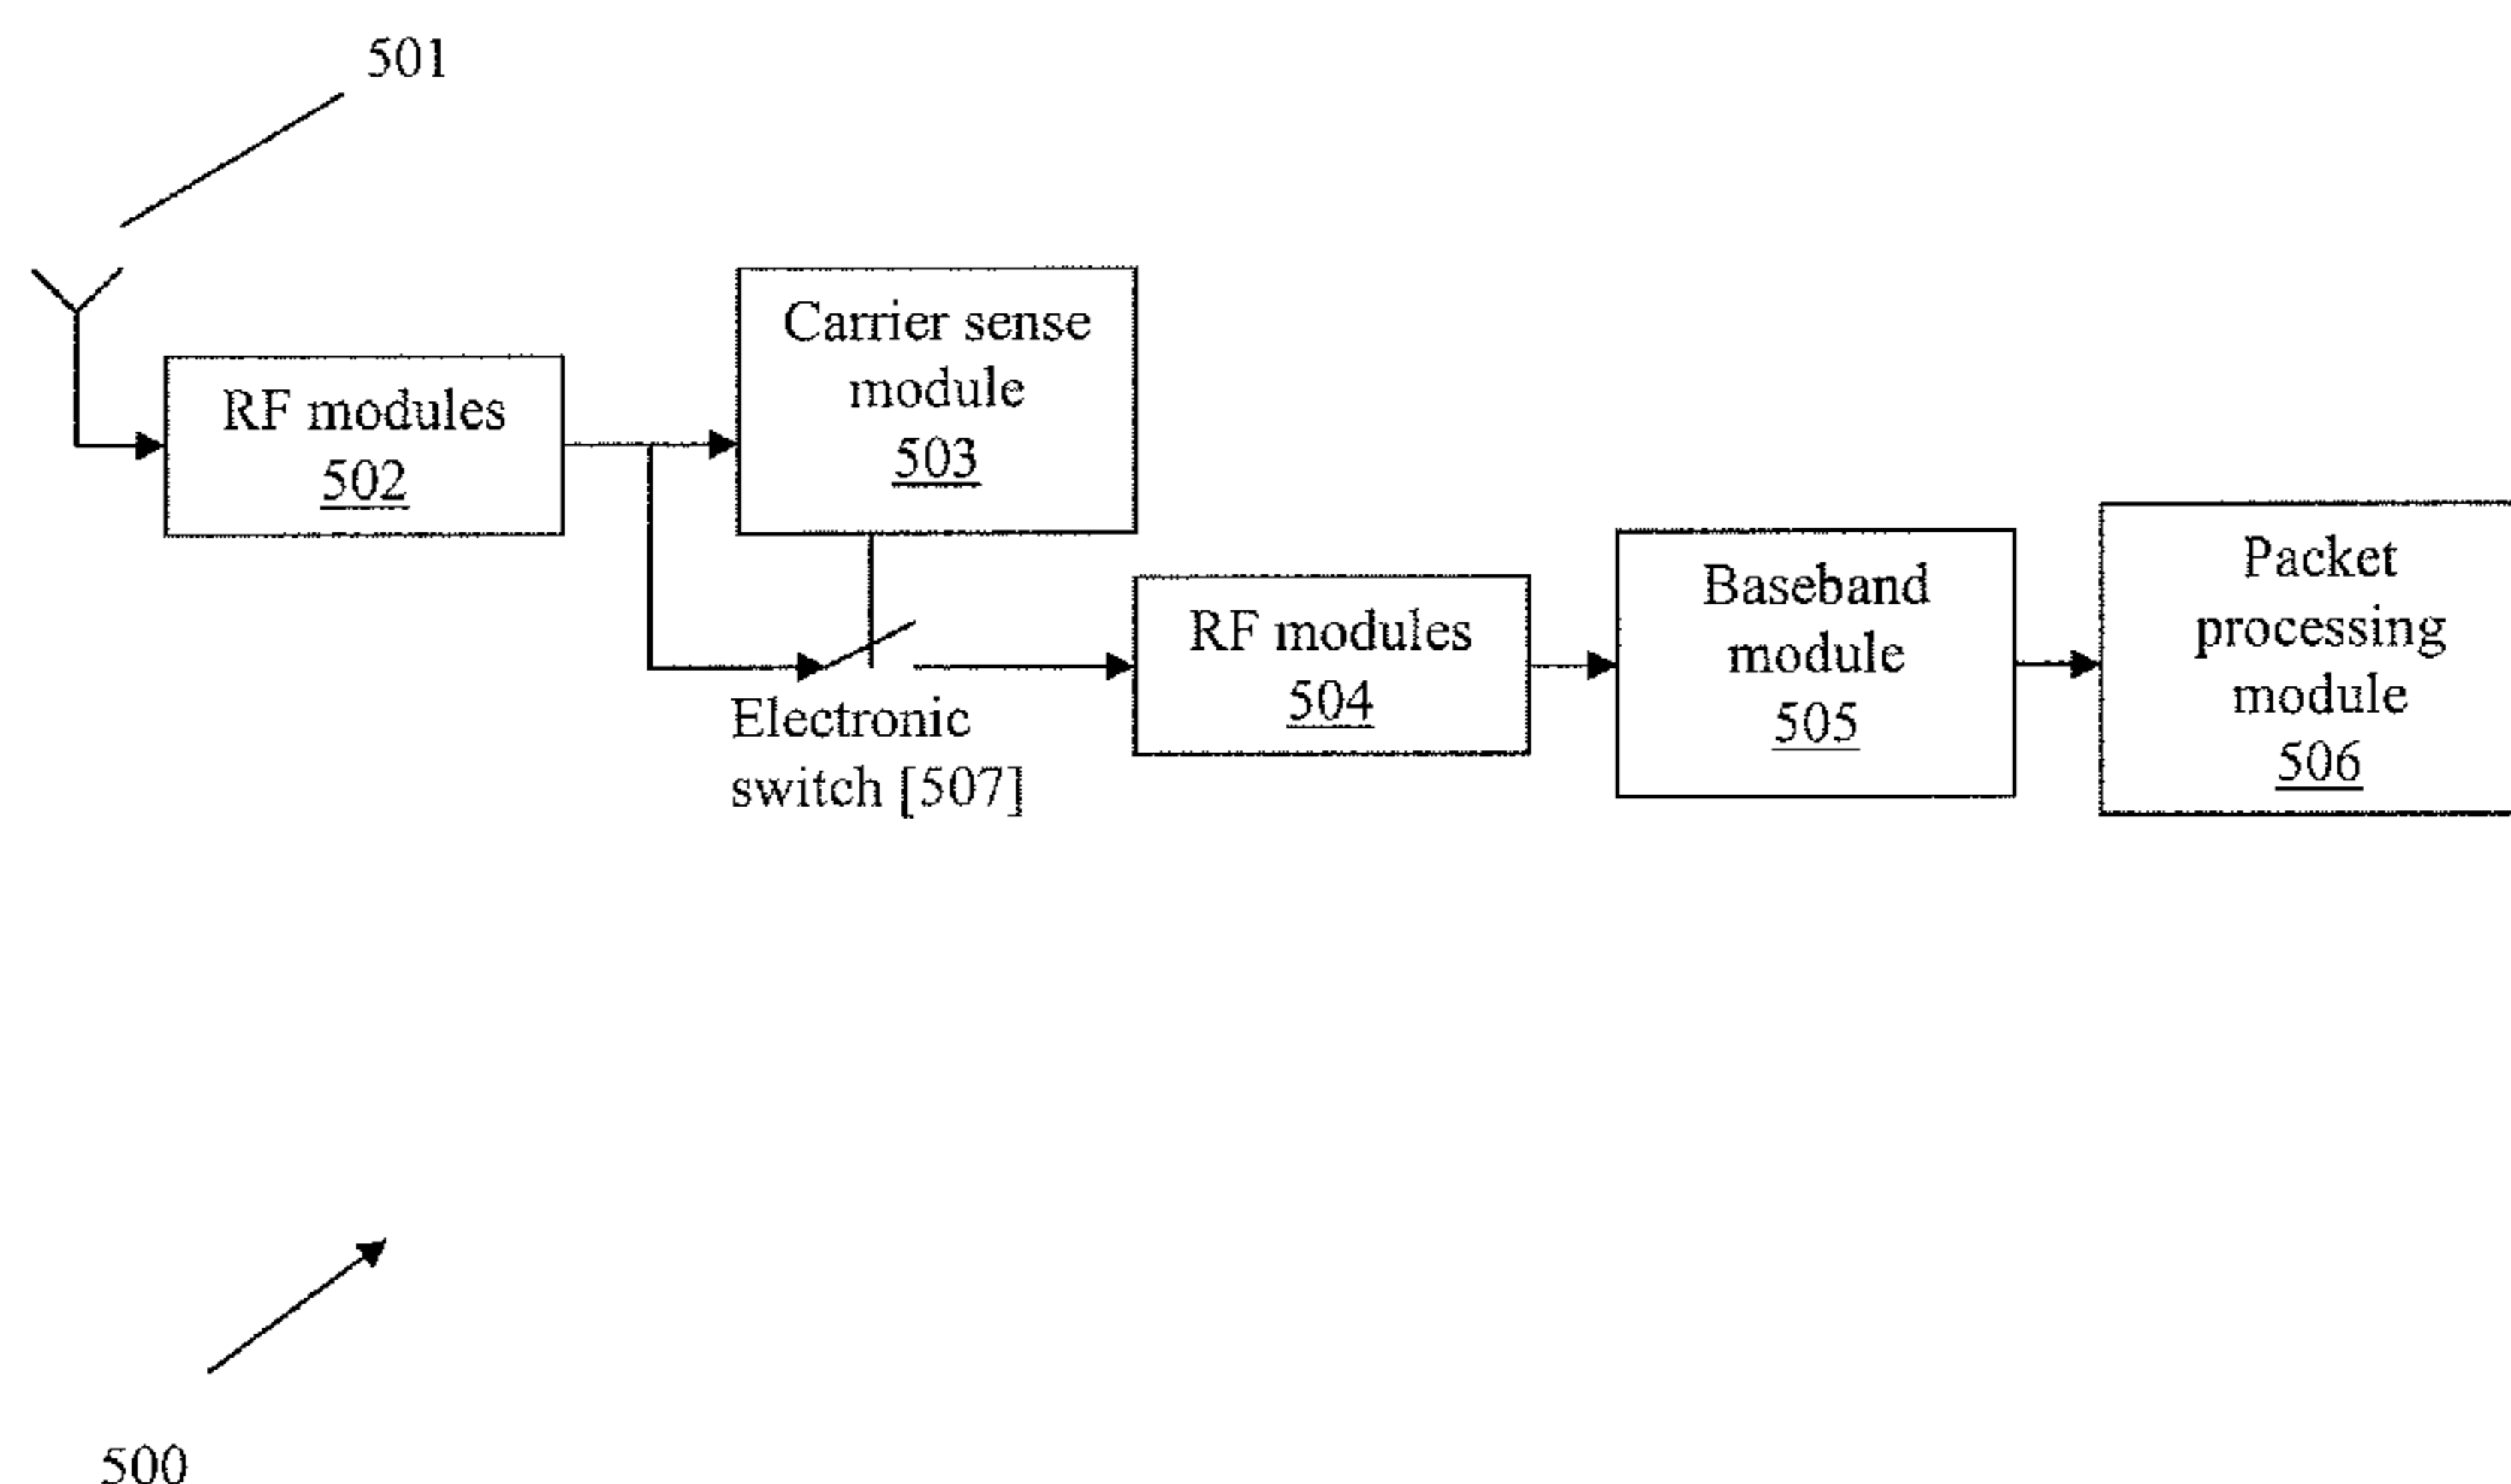 501
Carrier sense
module
503
RF modules
502
Electronic
switch [507]
RF modules
504
Baseband
module
505
Packet
processing
module
506
500